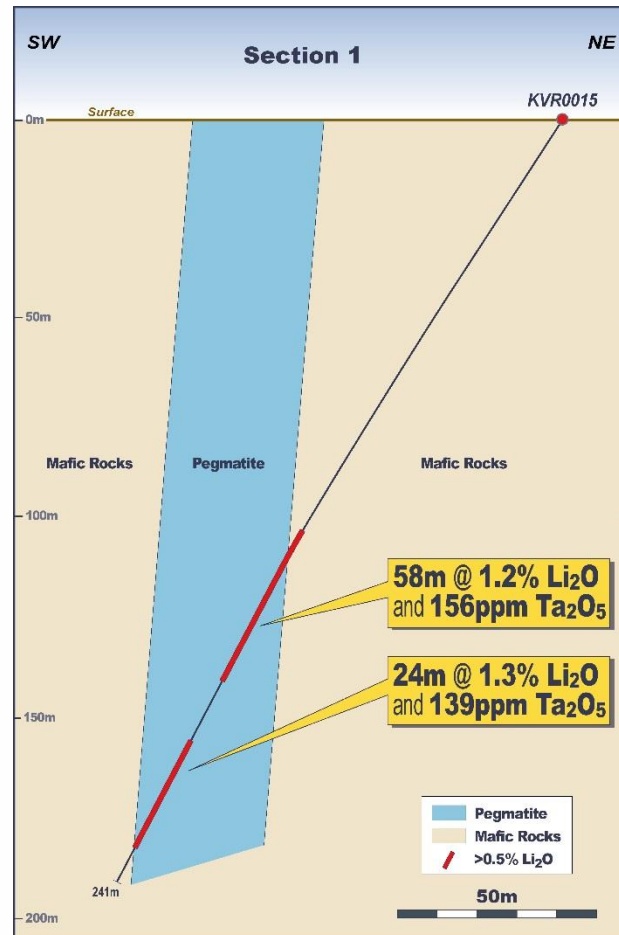 SW
NE
Section 1
KVR0015
Surface
0m
50m
Mafic Rocks
Pegmatite
Mafic Rocks
100m
58m @ 1.2% Li₂O
and 156ppm Ta₂O₅
24m @ 1.3% Li₂O
and 139ppm Ta₂O₅
150m
Pegmatite
Mafic Rocks
>0.5% Li₂O
241m
50m
200m